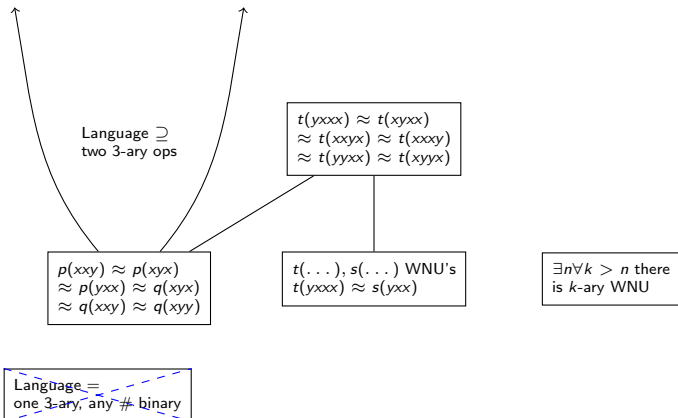 Language ⊇
two 3-ary ops
t(yxxx) ≈ t(xyxx)
≈ t(xxyx) ≈ t(xxxy)
≈ t(yyxx) ≈ t(xyyx)
p(xxy) ≈ p(xyx)
≈ p(yxx) ≈ q(xyx)
≈ q(xxy) ≈ q(xyy)
t(...), s(...) WNU's
t(yxxx) ≈ s(yxx)
∃n∀k > n there
is k-ary WNU
Language =
one 3-ary, any # binary